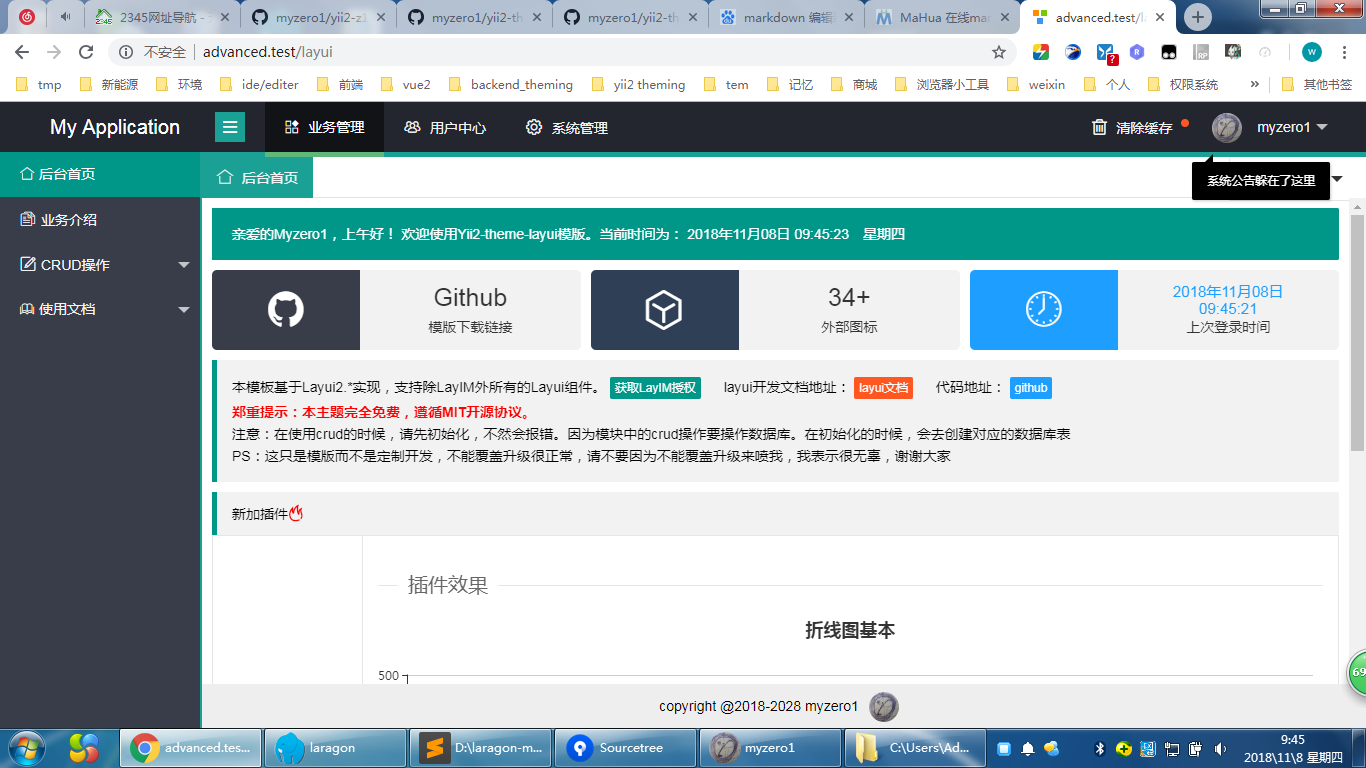 2345网址导航 -
myzero1/yii2-z1
myzero1/yii2-th
myzero1/yii2-th
markdown 编辑
MaHua 在线mar
advanced.test/la
不安全
advanced.test/layui
tmp
新能源
环境
ide/editer
前端
vue2
backend_theming
yii2 theming
tem
记忆
商城
浏览器小工具
weixin
个人
权限系统
»
其他书签
My Application
业务管理
用户中心
系统管理
清除缓存
myzero1
后台首页
后台首页
系统公告躲在了这里
业务介绍
CRUD操作
使用文档
亲爱的Myzero1，上午好！ 欢迎使用Yii2-theme-layui模版。当前时间为： 2018年11月08日 09:45:23 星期四
Github
模版下载链接
34+
外部图标
2018年11月08日
09:45:21
上次登录时间
本模板基于Layui2.*实现，支持除LayIM外所有的Layui组件。 获取LayIM授权 layui开发文档地址： layui文档 代码地址： github
郑重提示：本主题完全免费，遵循MIT开源协议。
注意：在使用crud的时候，请先初始化，不然会报错。因为模块中的crud操作要操作数据库。在初始化的时候，会去创建对应的数据库表
PS：这只是模版而不是定制开发，不能覆盖升级很正常，请不要因为不能覆盖升级来喷我，我表示很无辜，谢谢大家
新加插件
插件效果
折线图基本
500
69
copyright @2018-2028 myzero1
advanced.tes...
laragon
D:\laragon-m...
Sourcetree
myzero1
C:\Users\Ad...
9:45
2018\11\8 星期四